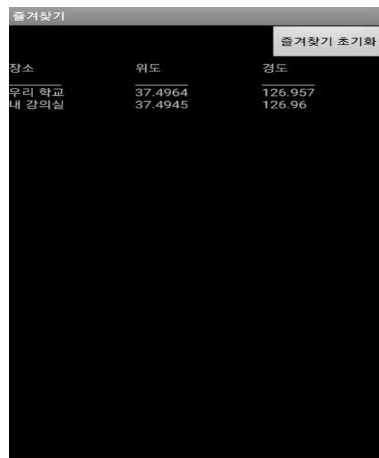 즐겨찾기
즐겨찾기 초기화
장소 위도 경도
우리 학교 37.4964 126.957
내 강의실 37.4945 126.96